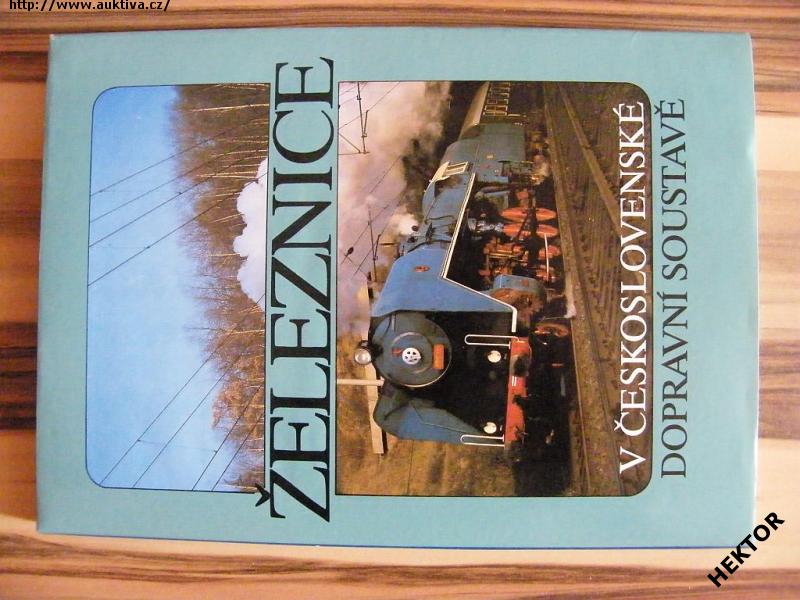 http://www.auktiva.cz/
ŽELEZNICE
V ČESKOSLOVENSKÉ
DOPRAVNÍ SOUSTAVĚ
HEKTOR